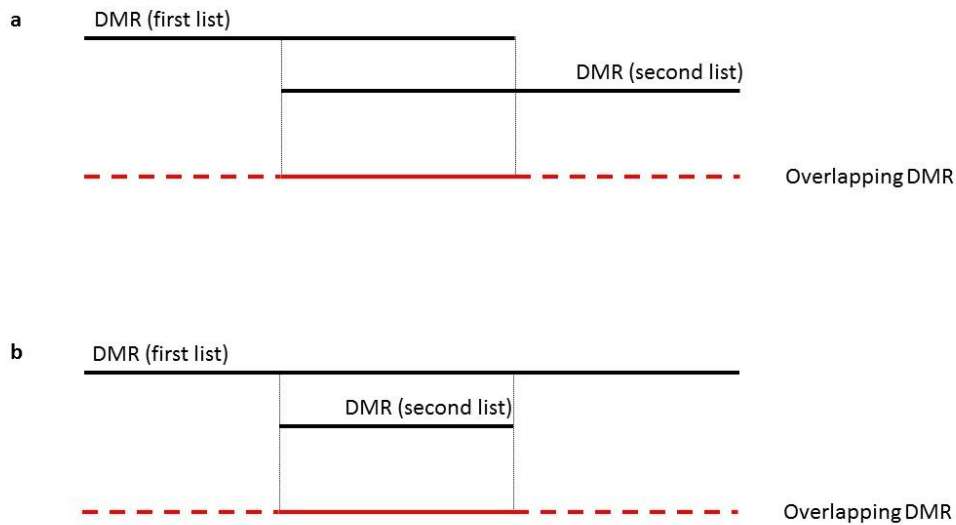 a
DMR (first list)
DMR (second list)
Overlapping DMR
b
DMR (first list)
DMR (second list)
Overlapping DMR